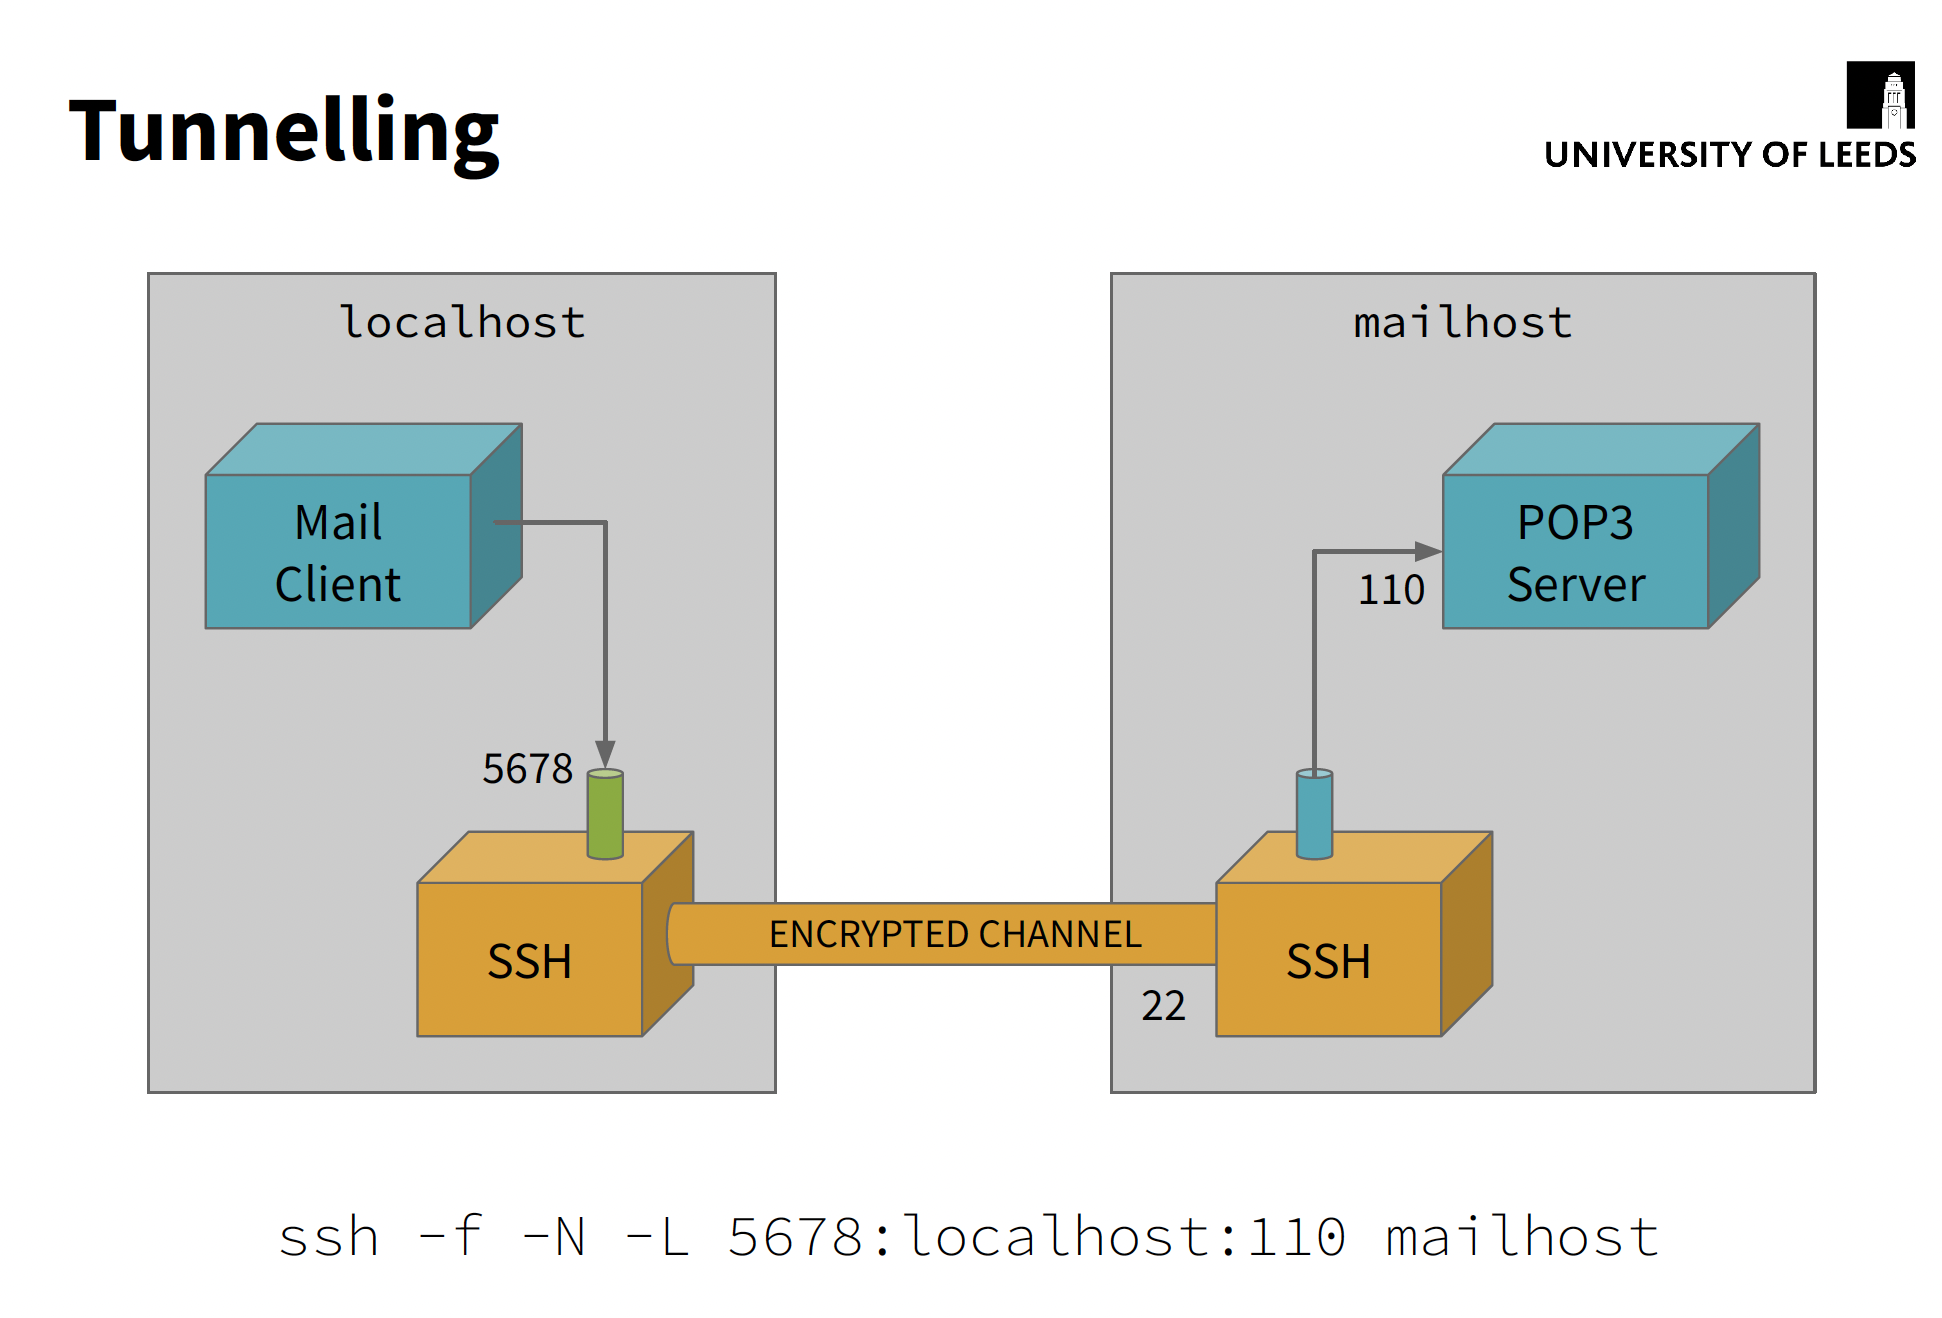 Tunnelling
UNIVERSITY OF LEEDS
localhost
mailhost
Mail
Client
POP3
Server
110
5678
SSH
ENCRYPTED CHANNEL
SSH
22
ssh -f -N -L 5678:localhost:110 mailhost